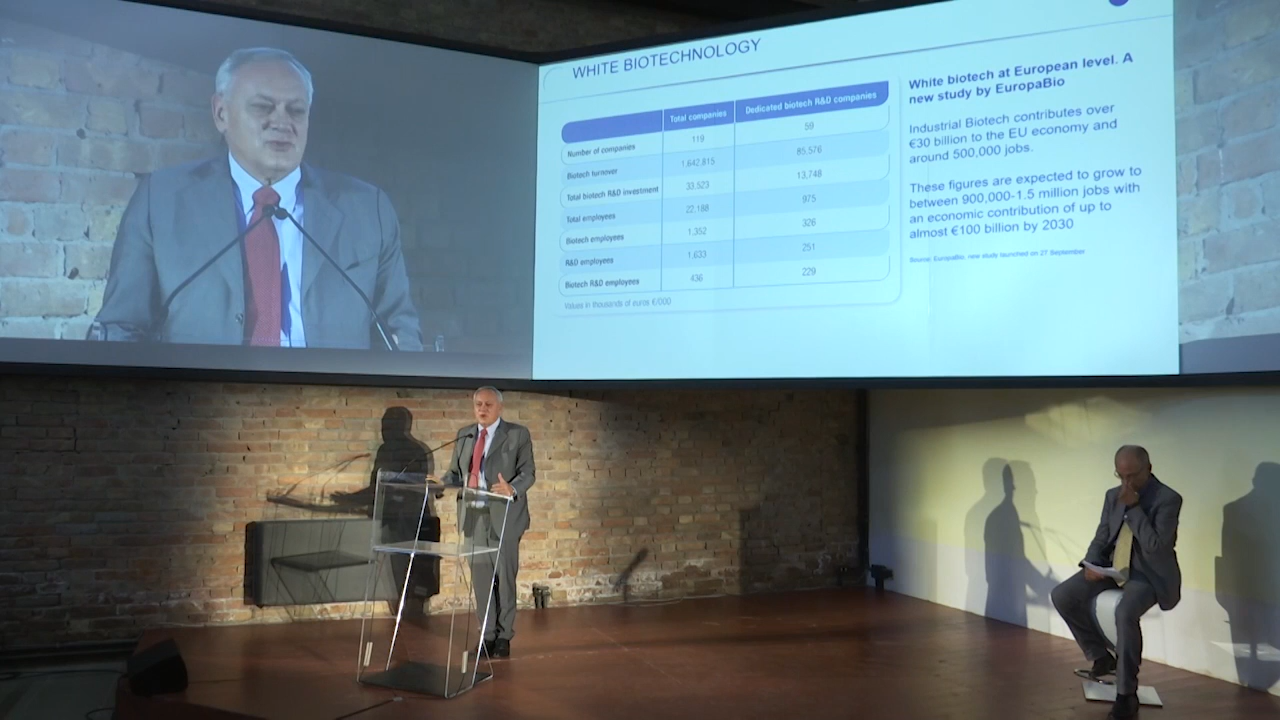 WHITE BIOTECHNOLOGY
Total companies Dedicated biotech R&D companies
Number of companies 119 59
Biotech turnover 1,642,815 85,576
Total biotech R&D investment 33,523 13,748
Total employees 22,188 975
Biotech employees 1,352 326
R&D employees 1,633 251
Biotech R&D employees 436 229
Values in thousands of euros €/000
White biotech at European level. A
new study by EuropaBio
Industrial Biotech contributes over
€30 billion to the EU economy and
around 500,000 jobs.
These figures are expected to grow to
between 900,000-1.5 million jobs with
an economic contribution of up to
almost €100 billion by 2030
Source: EuropaBio, new study launched on 27 September